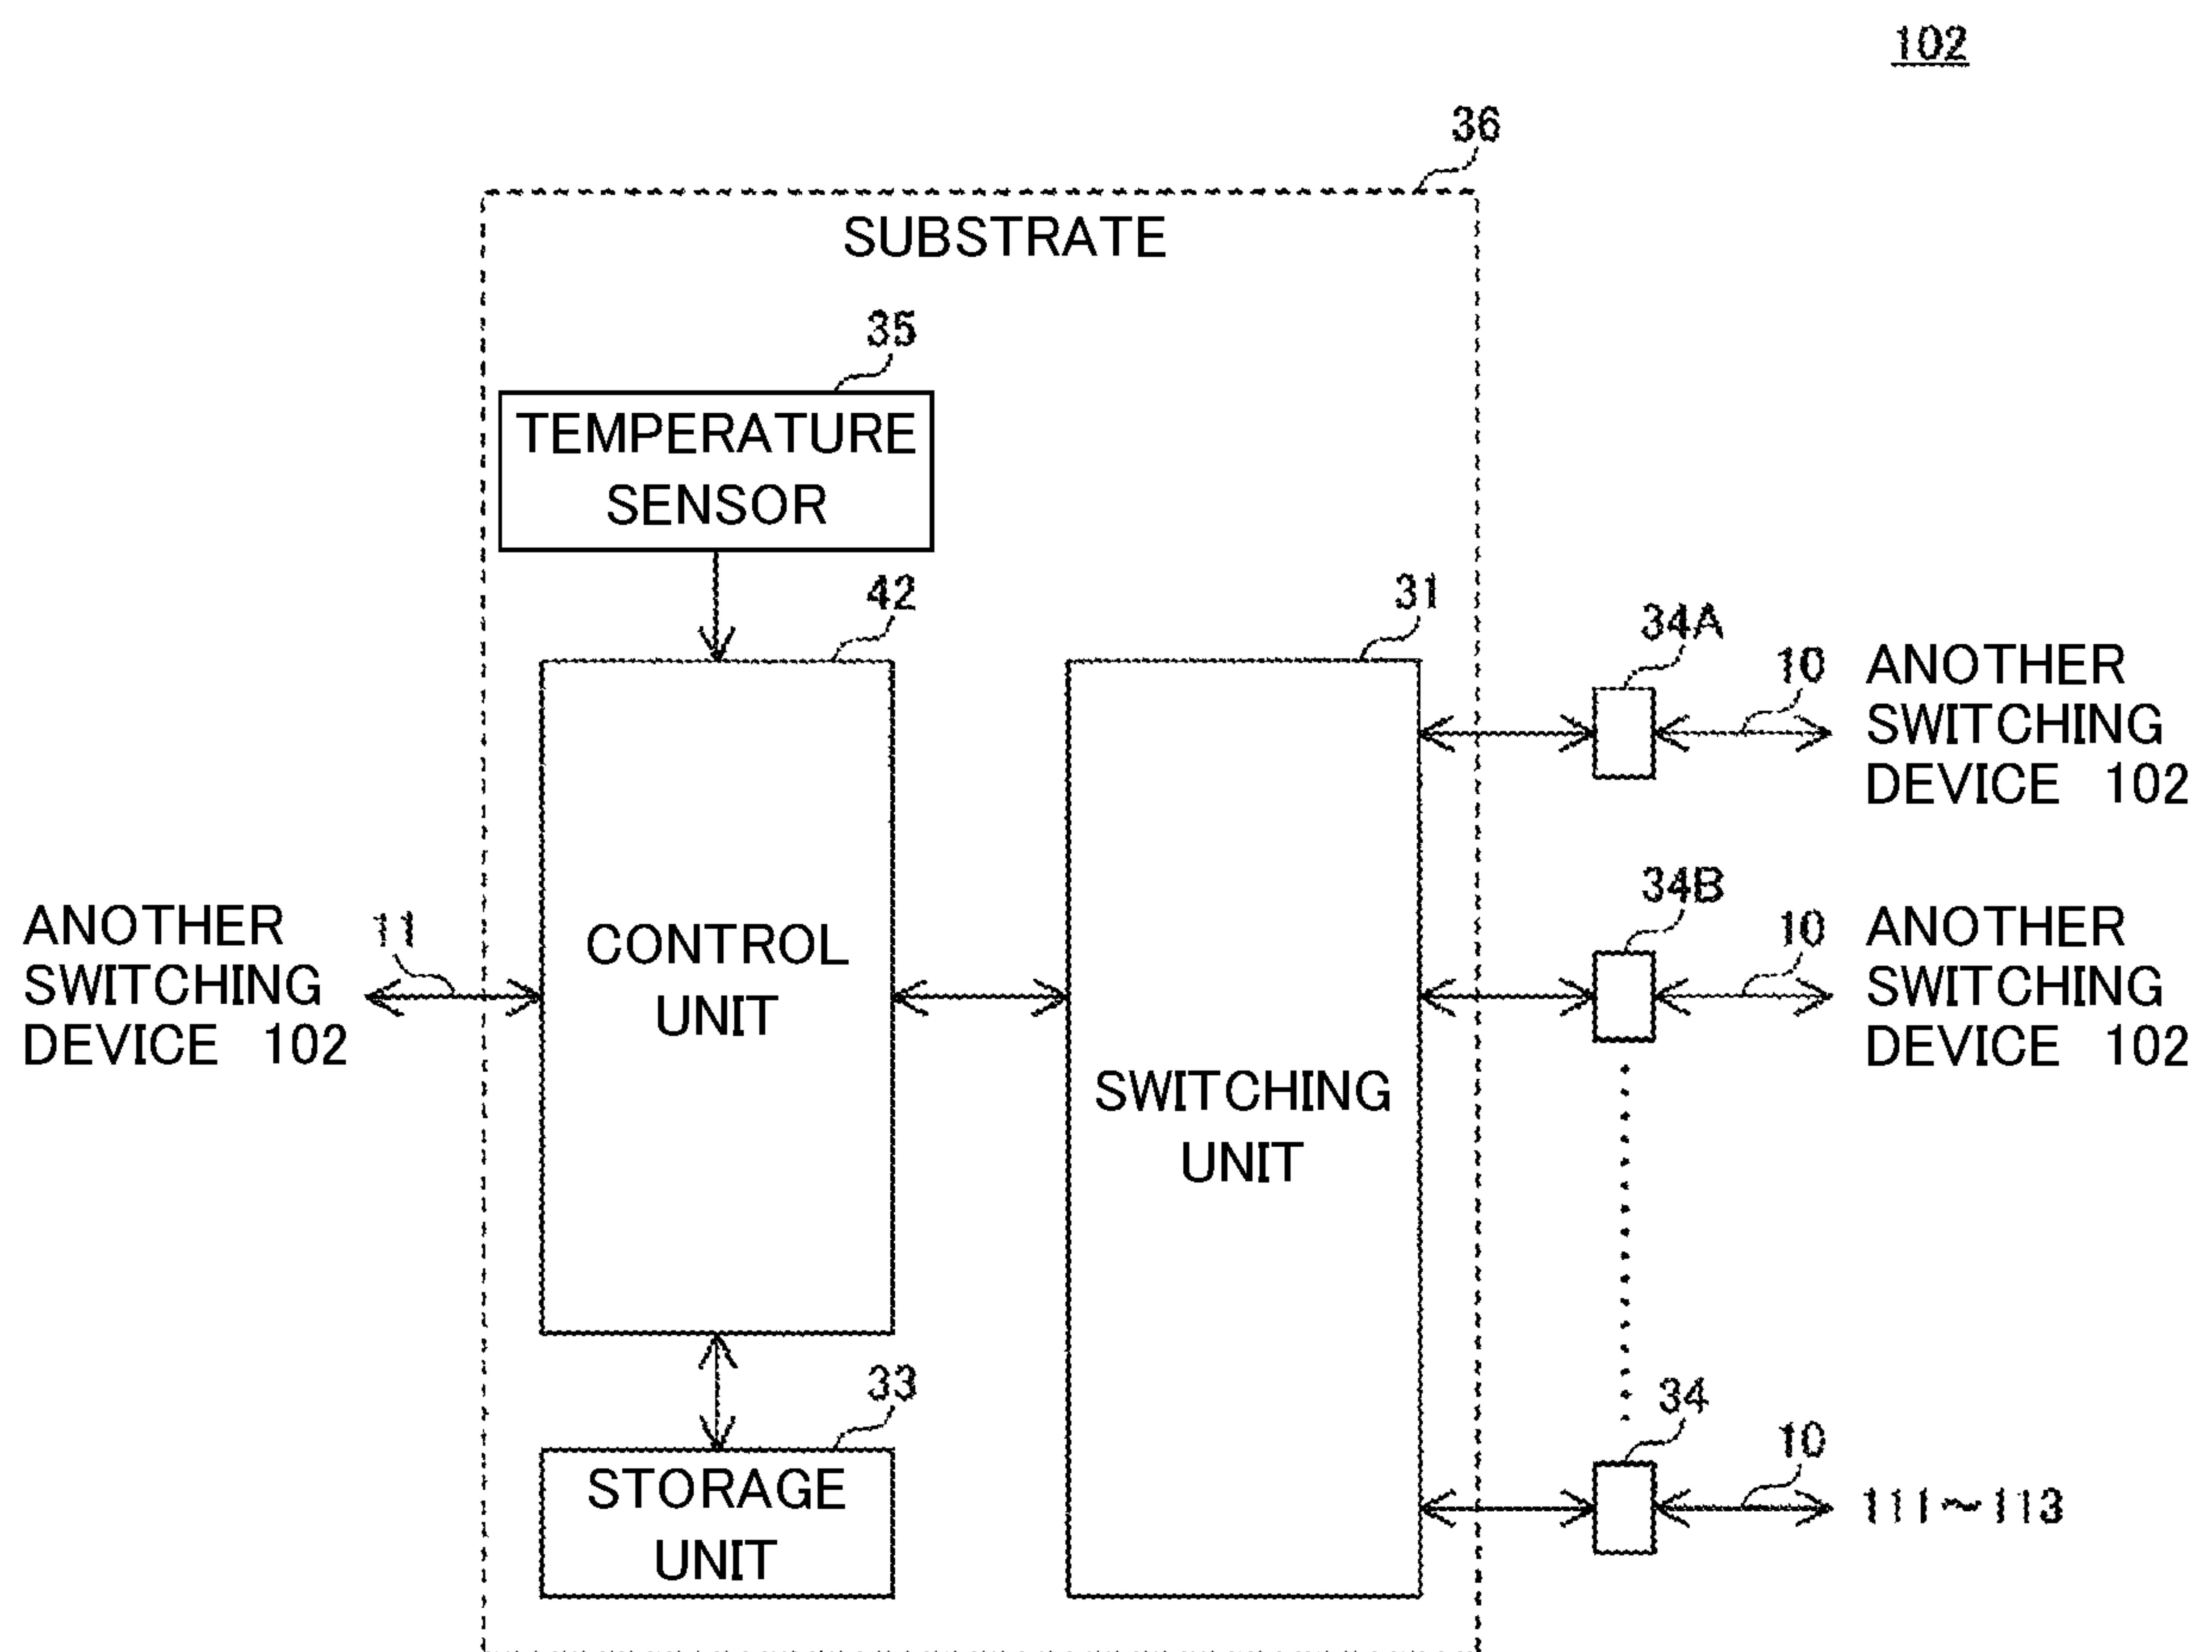 102
36
SUBSTRATE
35
TEMPERATURE
SENSOR
42
31
34A
10
ANOTHER
SWITCHING
DEVICE 102
34B
10
ANOTHER
SWITCHING
DEVICE 102
ANOTHER
SWITCHING
DEVICE 102
11
CONTROL
UNIT
SWITCHING
UNIT
33
STORAGE
UNIT
34
10
111～113